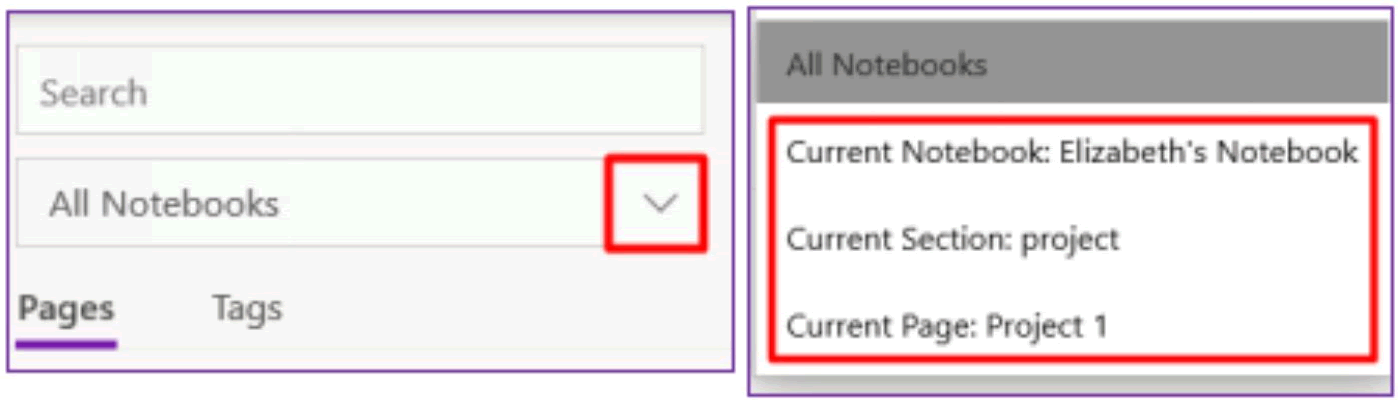 Search
All Notebooks
Pages Tags
All Notebooks
Current Notebook: Elizabeth's Notebook
Current Section: project
Current Page: Project 1